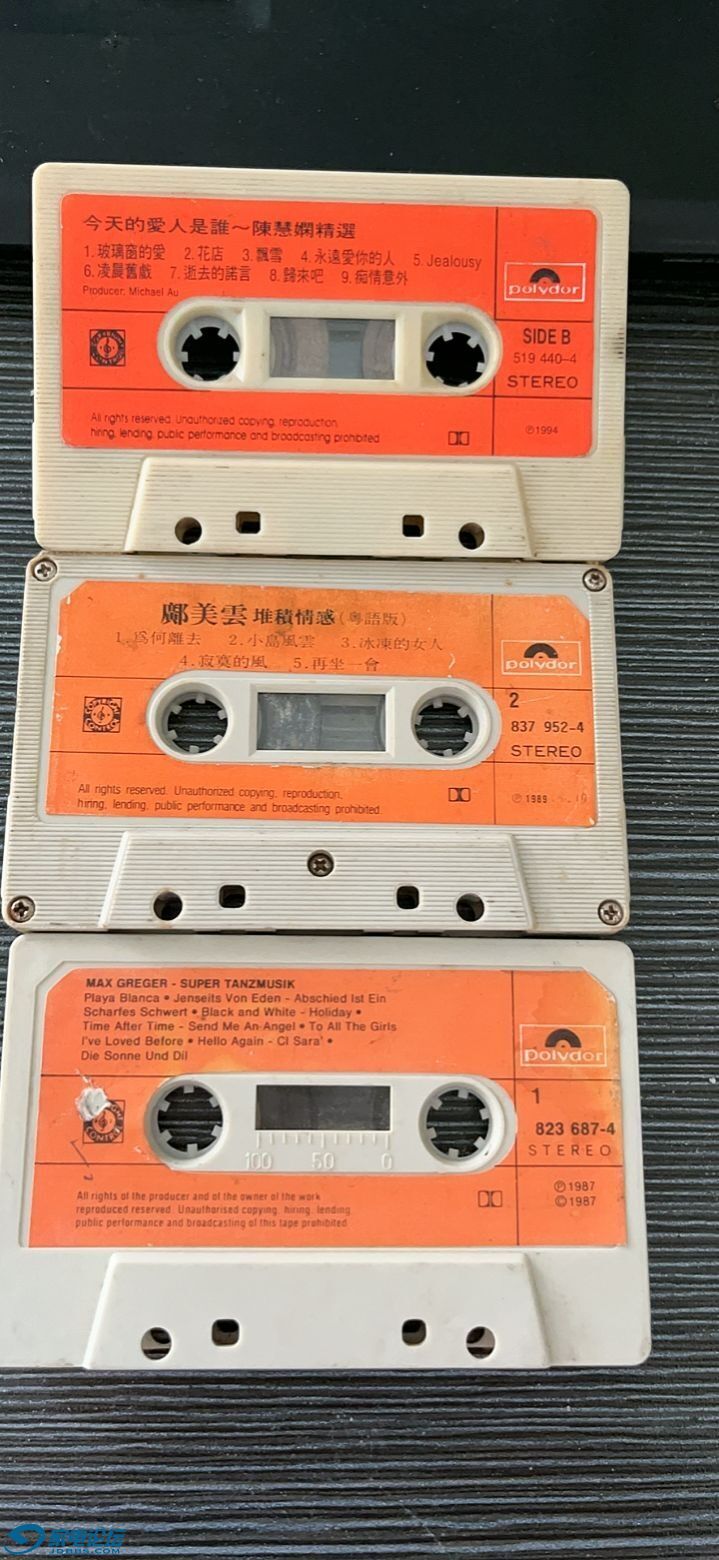 今天的愛人是誰～陳慧嫻精選
1.玻璃窗的愛 2.花店 3.飄雪 4.永遠愛你的人 5.Jealousy
6.凌晨舊戲 7.逝去的諾言 8.歸來吧 9.痴情意外
Producer: Michael Au
polydor
SIDE B
519 440-4
STEREO
All rights reserved. Unauthorized copying, reproduction,
hiring, lending, public performance and broadcasting prohibited.
℗1994
鄺美雲 堆積情感(粵語版)
1.為何離去 2.小島風雲 3.冰凍的女人
4.寂寞的風 5.再坐一會
polydor
2
837 952-4
STEREO
All rights reserved. Unauthorized copying, reproduction,
hiring, lending, public performance and broadcasting prohibited.
℗1989
MAX GREGER - SUPER TANZMUSIK
Playa Blanca • Jenseits Von Eden - Abschied Ist Ein
Scharfes Schwert • Black and White - Holiday •
Time After Time - Send Me An Angel • To All The Girls
I've Loved Before • Hello Again - CI Sara' •
Die Sonne Und Dil
polydor
1
823 687-4
STEREO
100 50 0
All rights of the producer and of the owner of the work
reproduced reserved. Unauthorised copying, hiring, lending,
public performance and broadcasting of this tape prohibited
℗1987
©1987
家电论坛
JDBBS.COM